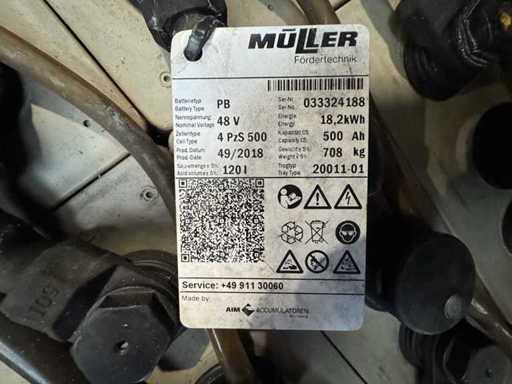 MÜLLER
Fördertechnik
Batterietyp
Battery Type PB
Ser-Nr.
Ser-No. 033324188
Nennspannung
Nominal Voltage 48 V
Energie
Energy 18,2kWh
Zellentype
Cell Type 4 PzS 500
Kapazität C5
Capacity C5 500 Ah
Prod. Datum
Prod. Date 49/2018
Gewicht ± 5%
Weight ± 5% 708 kg
Säuremenge ± 5%
Acid volume ± 5% 120 l
Trogtyp
Tray Type 20011-01
Service: +49 911 30060
Made by:
AIM ACCUMULATOREN